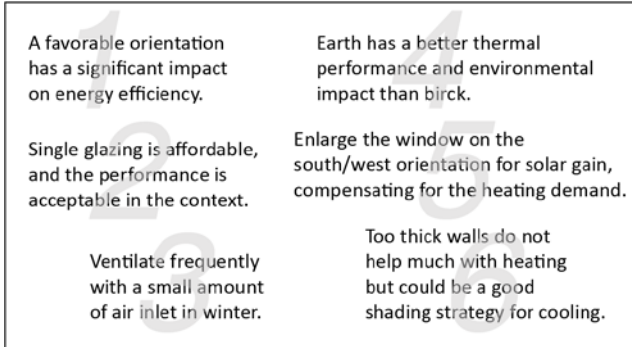 1
A favorable orientation
has a significant impact
on energy efficiency.
2
Single glazing is affordable,
and the performance is
acceptable in the context.
3
Ventilate frequently
with a small amount
of air inlet in winter.
4
Earth has a better thermal
performance and environmental
impact than birck.
5
Enlarge the window on the
south/west orientation for solar gain,
compensating for the heating demand.
6
Too thick walls do not
help much with heating
but could be a good
shading strategy for cooling.